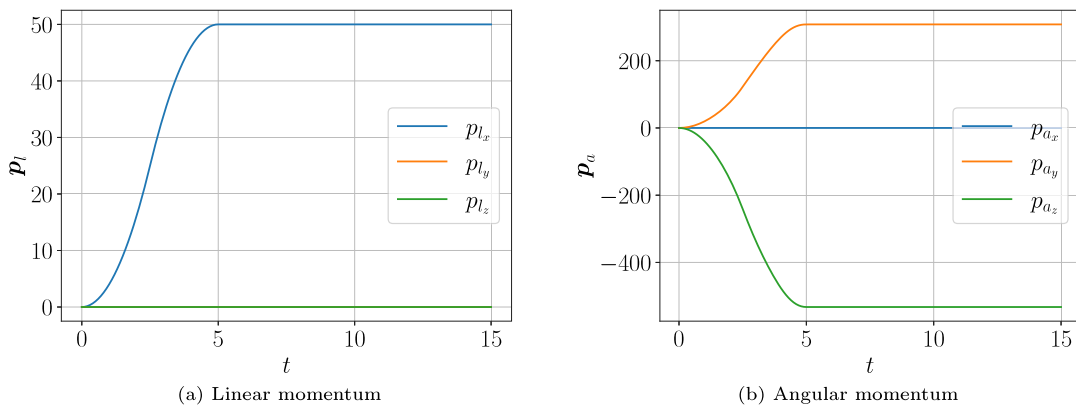 50
40
30
20
10
0
p_l
p_{l_x}
p_{l_y}
p_{l_z}
0 5 10 15
t
(a) Linear momentum
200
0
−200
−400
p_a
p_{a_x}
p_{a_y}
p_{a_z}
0 5 10 15
t
(b) Angular momentum